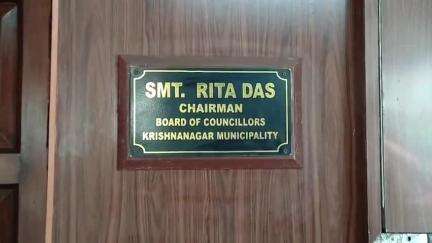 SMT. RITA DAS
CHAIRMAN
BOARD OF COUNCILLORS
KRISHNANAGAR MUNICIPALITY